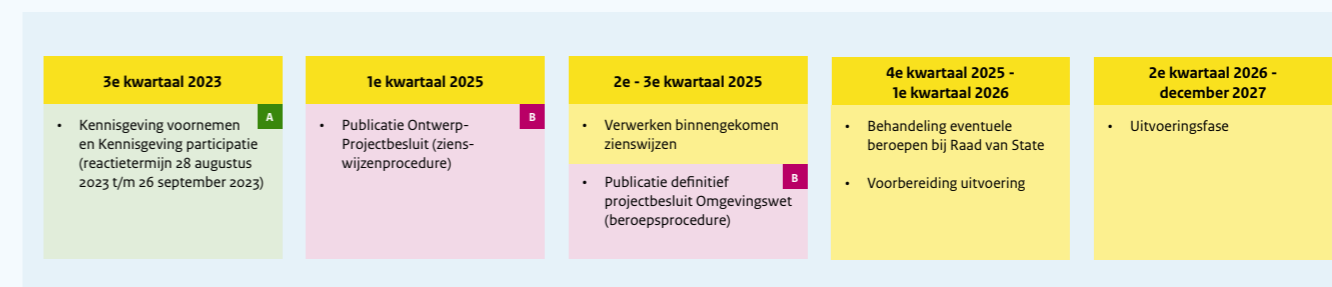 3e kwartaal 2023
A
• Kennisgeving voornemen
en Kennisgeving participatie
(reactietermijn 28 augustus
2023 t/m 26 september 2023)
1e kwartaal 2025
B
• Publicatie Ontwerp-
Projectbesluit (ziens-
wijzenprocedure)
2e - 3e kwartaal 2025
• Verwerken binnengekomen
zienswijzen
B
• Publicatie definitief
projectbesluit Omgevingswet
(beroepsprocedure)
4e kwartaal 2025 -
1e kwartaal 2026
• Behandeling eventuele
beroepen bij Raad van State
• Voorbereiding uitvoering
2e kwartaal 2026 -
december 2027
• Uitvoeringsfase